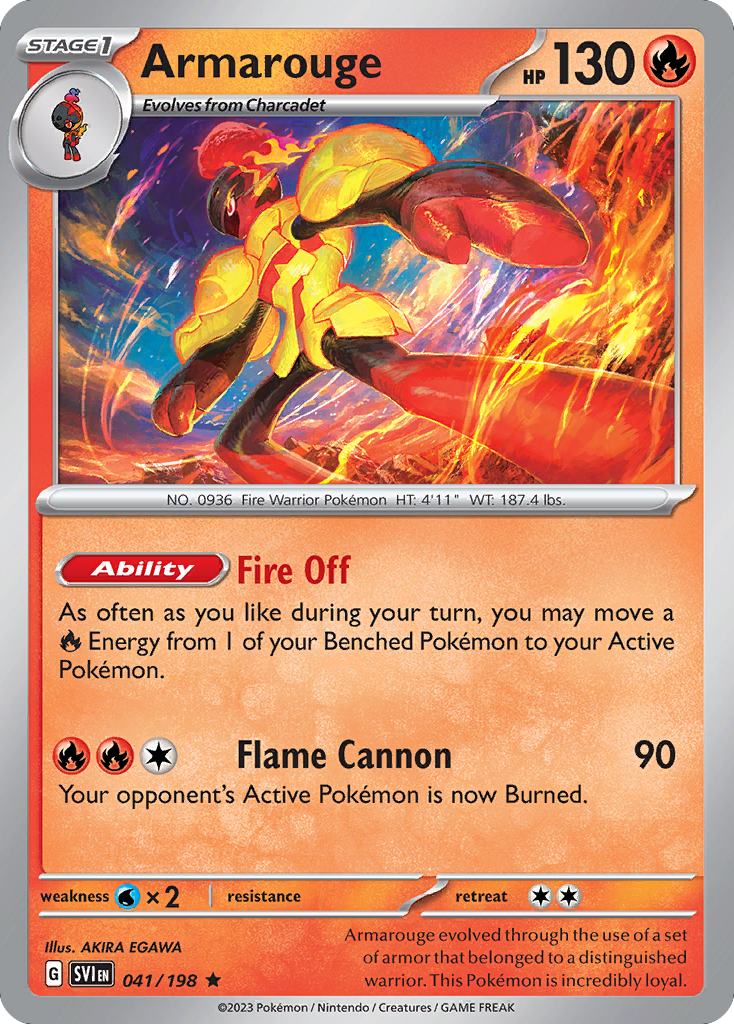 STAGE 1
Armarouge
HP 130
Evolves from Charcadet
NO. 0936 Fire Warrior Pokémon HT: 4'11" WT: 187.4 lbs.
Ability Fire Off
As often as you like during your turn, you may move a
Energy from 1 of your Benched Pokémon to your Active
Pokémon.
Flame Cannon 90
Your opponent's Active Pokémon is now Burned.
weakness ×2 resistance retreat
Illus. AKIRA EGAWA
G SVI EN 041/198 ★
Armarouge evolved through the use of a set
of armor that belonged to a distinguished
warrior. This Pokémon is incredibly loyal.
©2023 Pokémon / Nintendo / Creatures / GAME FREAK